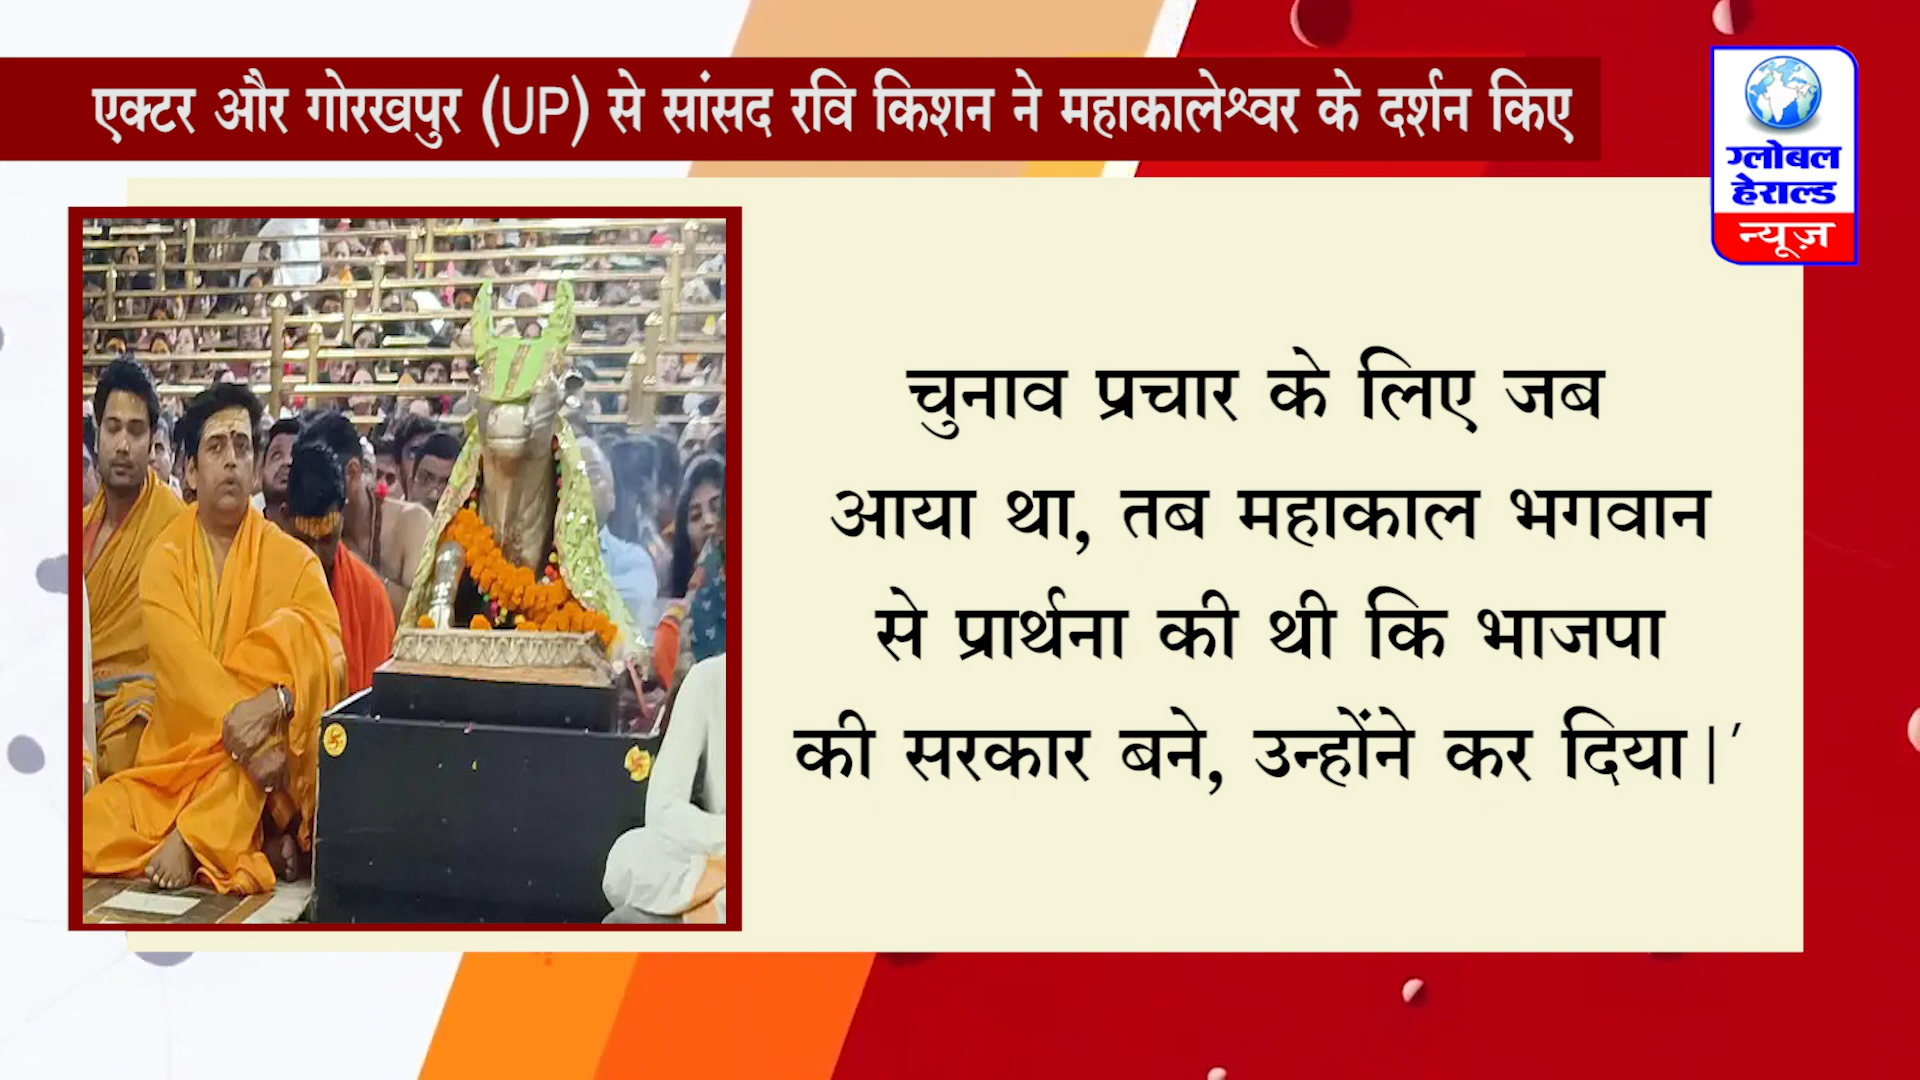 एक्टर और गोरखपुर (UP) से सांसद रवि किशन ने महाकालेश्वर के दर्शन किए
ग्लोबल
हेराल्ड
न्यूज़
चुनाव प्रचार के लिए जब
आया था, तब महाकाल भगवान
से प्रार्थना की थी कि भाजपा
की सरकार बने, उन्होंने कर दिया।′